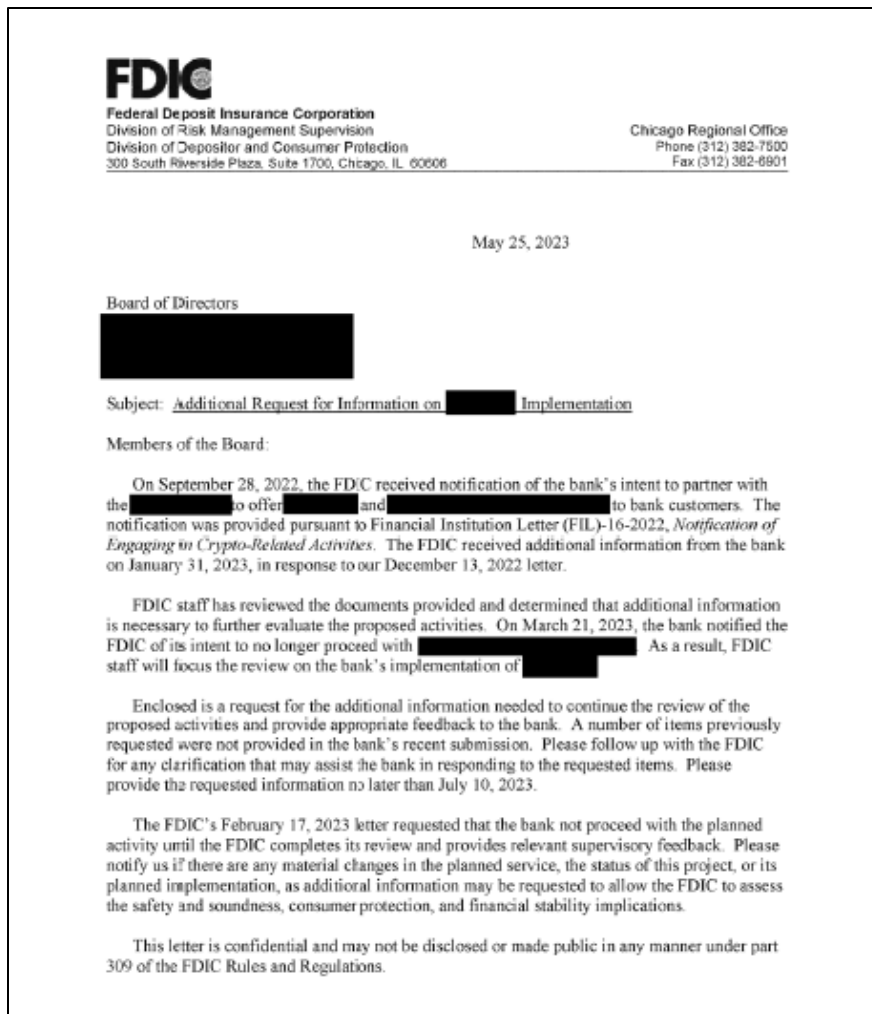 FDIC
Federal Deposit Insurance Corporation
Division of Risk Management Supervision
Division of Depositor and Consumer Protection
300 South Riverside Plaza, Suite 1700, Chicago, IL 60606
Chicago Regional Office
Phone (312) 382-7500
Fax (312) 382-6901
May 25, 2023
Board of Directors
Subject: Additional Request for Information on Implementation
Members of the Board:
On September 28, 2022, the FDIC received notification of the bank's intent to partner with
the to offer and to bank customers. The
notification was provided pursuant to Financial Institution Letter (FIL)-16-2022, Notification of
Engaging in Crypto-Related Activities. The FDIC received additional information from the bank
on January 31, 2023, in response to our December 13, 2022 letter.
FDIC staff has reviewed the documents provided and determined that additional information
is necessary to further evaluate the proposed activities. On March 21, 2023, the bank notified the
FDIC of its intent to no longer proceed with As a result, FDIC
staff will focus the review on the bank's implementation of
Enclosed is a request for the additional information needed to continue the review of the
proposed activities and provide appropriate feedback to the bank. A number of items previously
requested were not provided in the bank's recent submission. Please follow up with the FDIC
for any clarification that may assist the bank in responding to the requested items. Please
provide the requested information no later than July 10, 2023.
The FDIC's February 17, 2023 letter requested that the bank not proceed with the planned
activity until the FDIC completes its review and provides relevant supervisory feedback. Please
notify us if there are any material changes in the planned service, the status of this project, or its
planned implementation, as additional information may be requested to allow the FDIC to assess
the safety and soundness, consumer protection, and financial stability implications.
This letter is confidential and may not be disclosed or made public in any manner under part
309 of the FDIC Rules and Regulations.